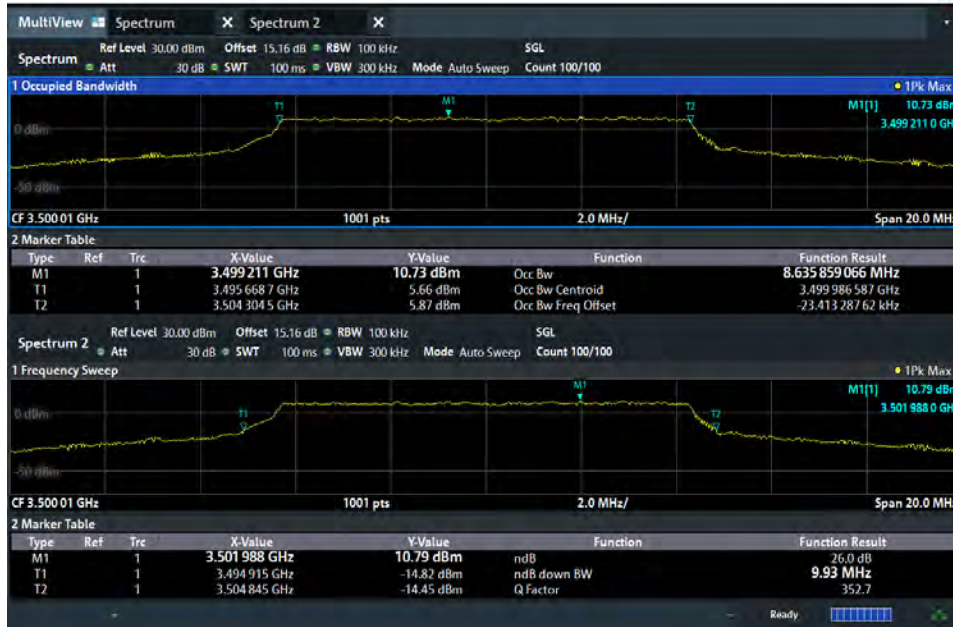 MultiView Spectrum X Spectrum 2 X
Ref Level 30.00 dBm Offset 15.16 dB RBW 100 kHz SGL
Spectrum Att 30 dB SWT 100 ms VBW 300 kHz Mode Auto Sweep Count 100/100
1 Occupied Bandwidth 1Pk Max
T1 M1 T2 M1[1] 10.73 dBm
0 dBm 3.499 211 0 GH
-50 dBm
CF 3.500 01 GHz 1001 pts 2.0 MHz/ Span 20.0 MH
2 Marker Table
Type Ref Trc X-Value Y-Value Function Function Result
M1 1 3.499 211 GHz 10.73 dBm Occ Bw 8.635 859 066 MHz
T1 1 3.495 668 7 GHz 5.66 dBm Occ Bw Centroid 3.499 986 587 GHz
T2 1 3.504 304 5 GHz 5.87 dBm Occ Bw Freq Offset -23.413 287 62 kHz
Ref Level 30.00 dBm Offset 15.16 dB RBW 100 kHz SGL
Spectrum 2 Att 30 dB SWT 100 ms VBW 300 kHz Mode Auto Sweep Count 100/100
1 Frequency Sweep 1Pk Max
M1 M1[1] 10.79 dBm
0 dBm T1 T2 3.501 988 0 GH
-50 dBm
CF 3.500 01 GHz 1001 pts 2.0 MHz/ Span 20.0 MH
2 Marker Table
Type Ref Trc X-Value Y-Value Function Function Result
M1 1 3.501 988 GHz 10.79 dBm ndB 26.0 dB
T1 1 3.494 915 GHz -14.82 dBm ndB down BW 9.93 MHz
T2 1 3.504 845 GHz -14.45 dBm Q Factor 352.7
Ready